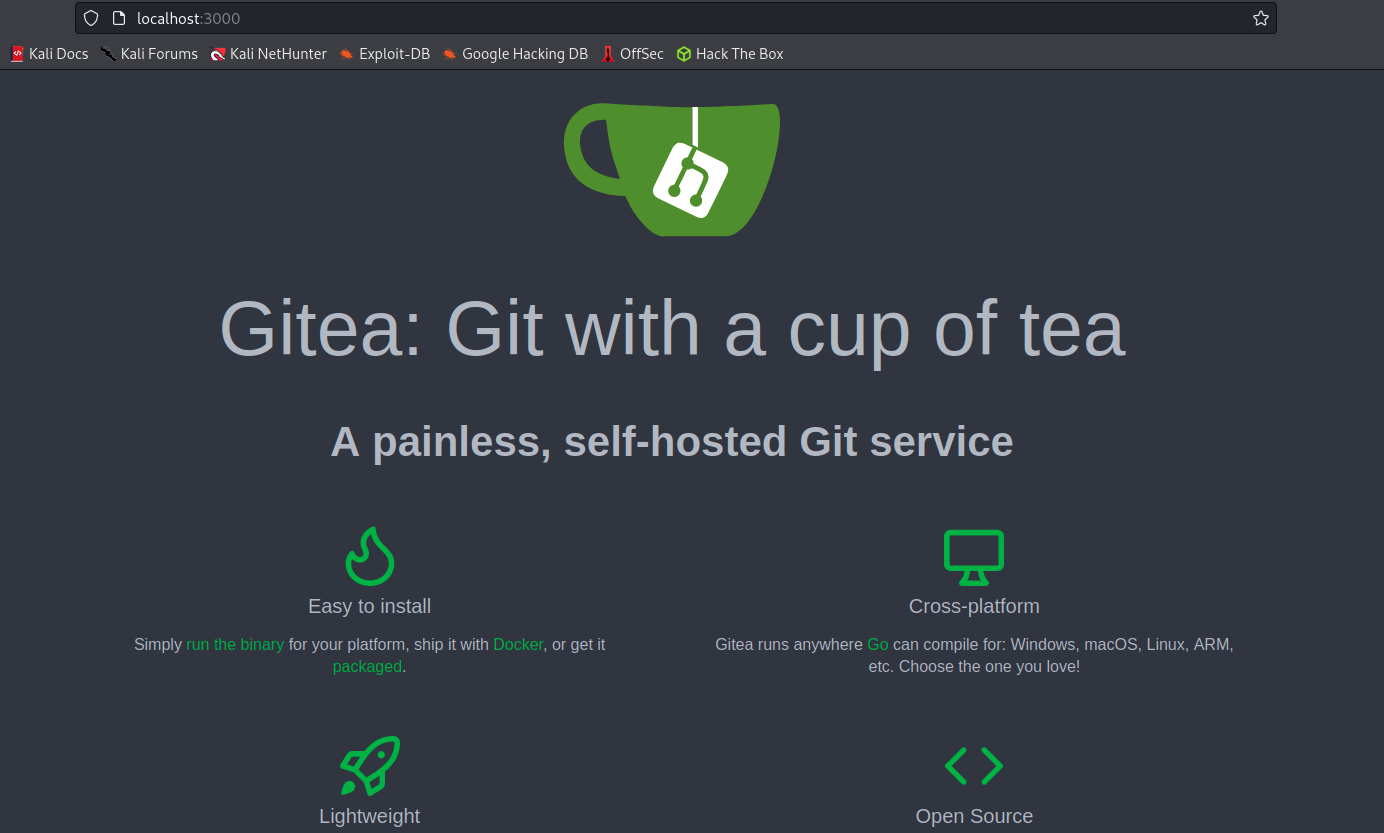 localhost:3000
Kali Docs Kali Forums Kali NetHunter Exploit-DB Google Hacking DB OffSec Hack The Box
Gitea: Git with a cup of tea
A painless, self-hosted Git service
Easy to install
Simply run the binary for your platform, ship it with Docker, or get it
packaged.
Cross-platform
Gitea runs anywhere Go can compile for: Windows, macOS, Linux, ARM,
etc. Choose the one you love!
Lightweight
Open Source